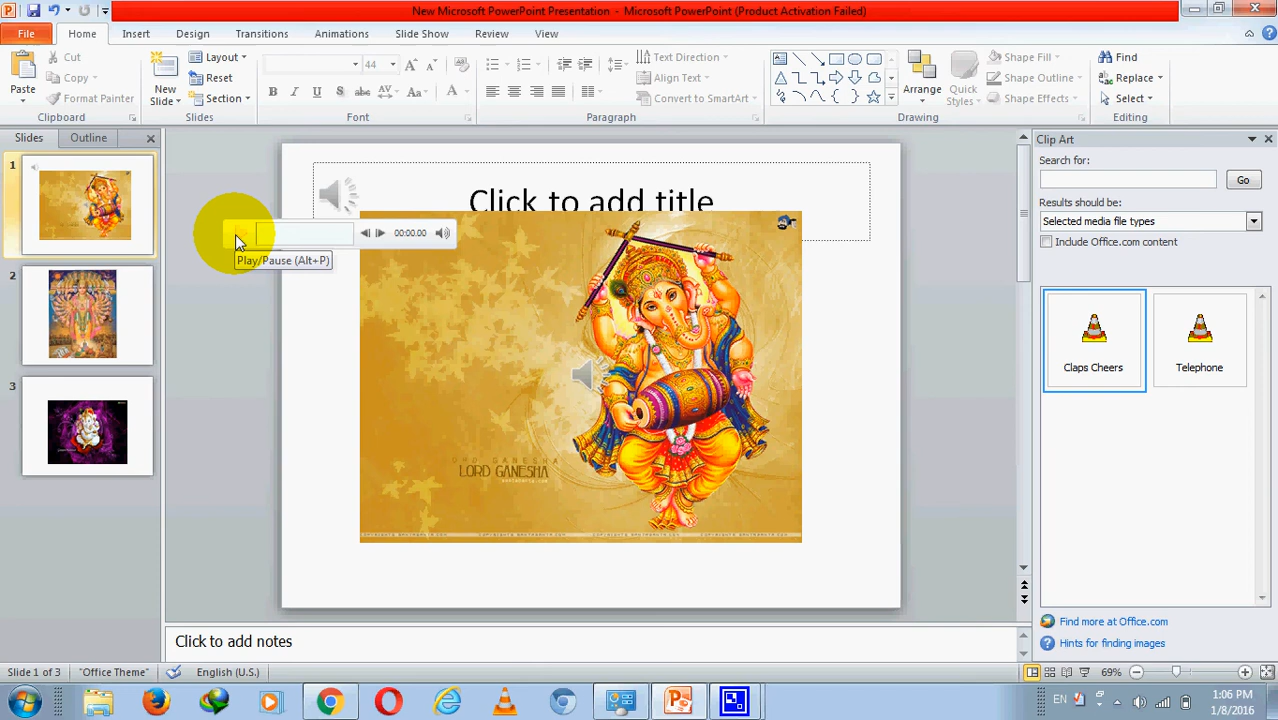 New Microsoft PowerPoint Presentation - Microsoft PowerPoint (Product Activation Failed)
File Home Insert Design Transitions Animations Slide Show Review View
Cut
Copy
Format Painter
Paste
Clipboard
New
Slide
Layout
Reset
Section
Slides
44
B I U S abc AV Aa A
Font
Text Direction
Align Text
Convert to SmartArt
Paragraph
Arrange
Quick
Styles
Shape Fill
Shape Outline
Shape Effects
Drawing
Find
Replace
Select
Editing
Slides Outline
1
2
3
Click to add title
00:00.00
Play/Pause (Alt+P)
LORD GANESHA
LORD GANESHA
Click to add notes
Clip Art
Search for:
Go
Results should be:
Selected media file types
Include Office.com content
Claps Cheers
Telephone
Find more at Office.com
Hints for finding images
Slide 1 of 3 "Office Theme" English (U.S.) 69%
EN
1:06 PM
1/8/2016